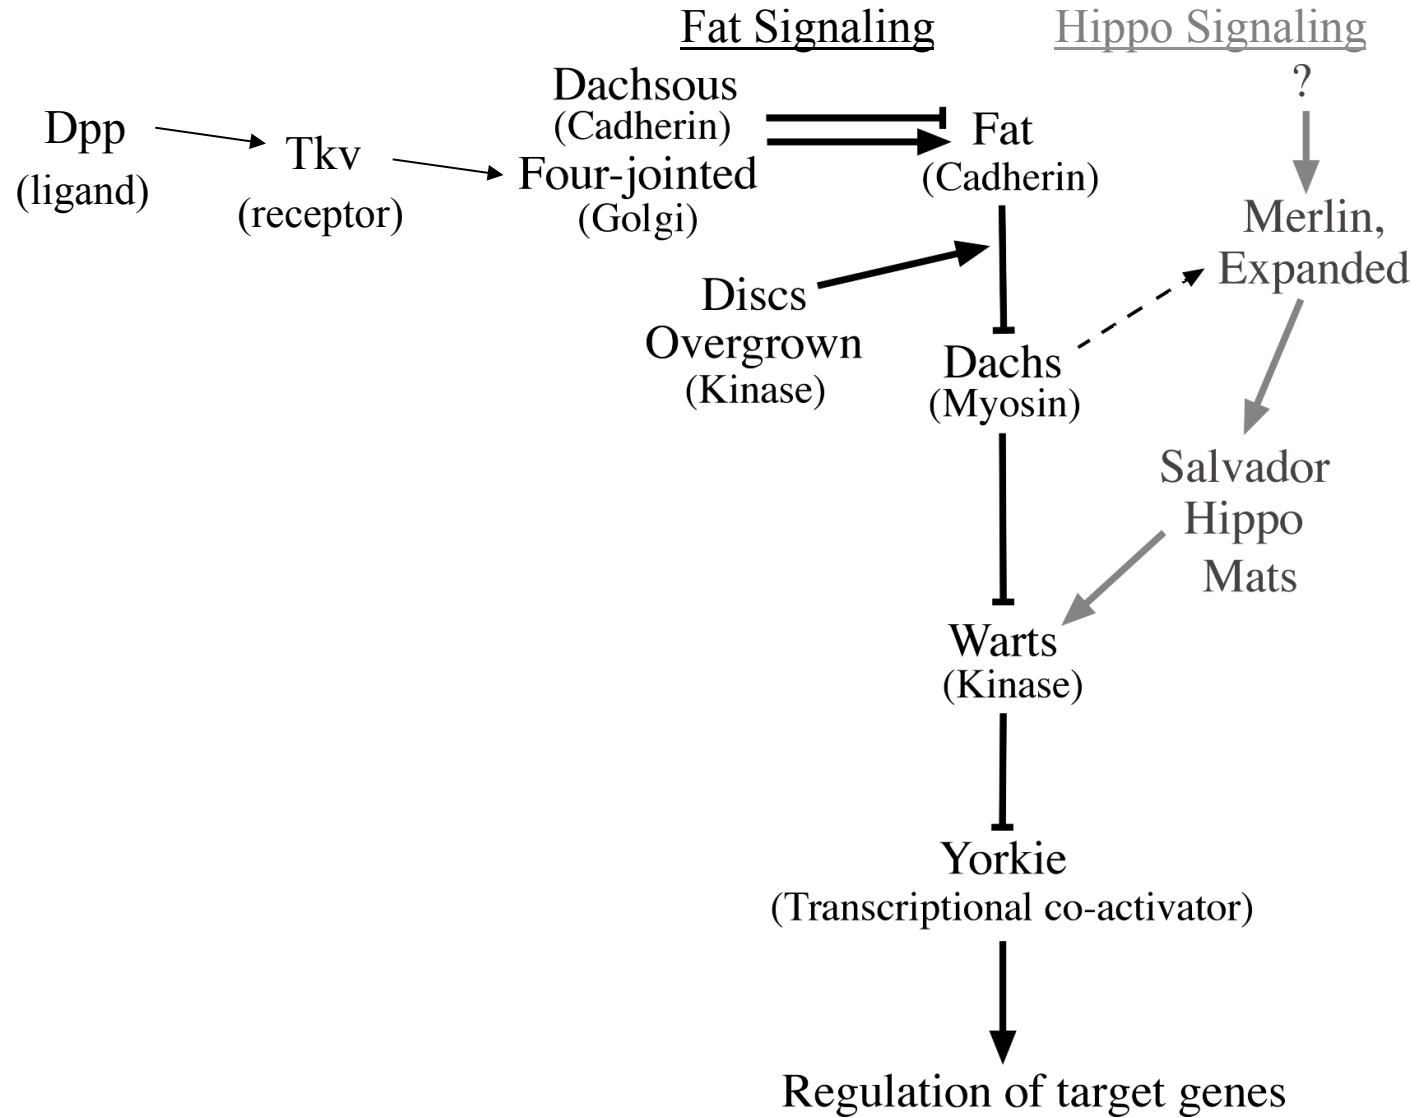 Fat Signaling
Hippo Signaling
Dpp
(ligand)
Tkv
(receptor)
Dachsous
(Cadherin)
Four-jointed
(Golgi)
Fat
(Cadherin)
?
Merlin,
Expanded
Discs
Overgrown
(Kinase)
Dachs
(Myosin)
Salvador
Hippo
Mats
Warts
(Kinase)
Yorkie
(Transcriptional co-activator)
Regulation of target genes